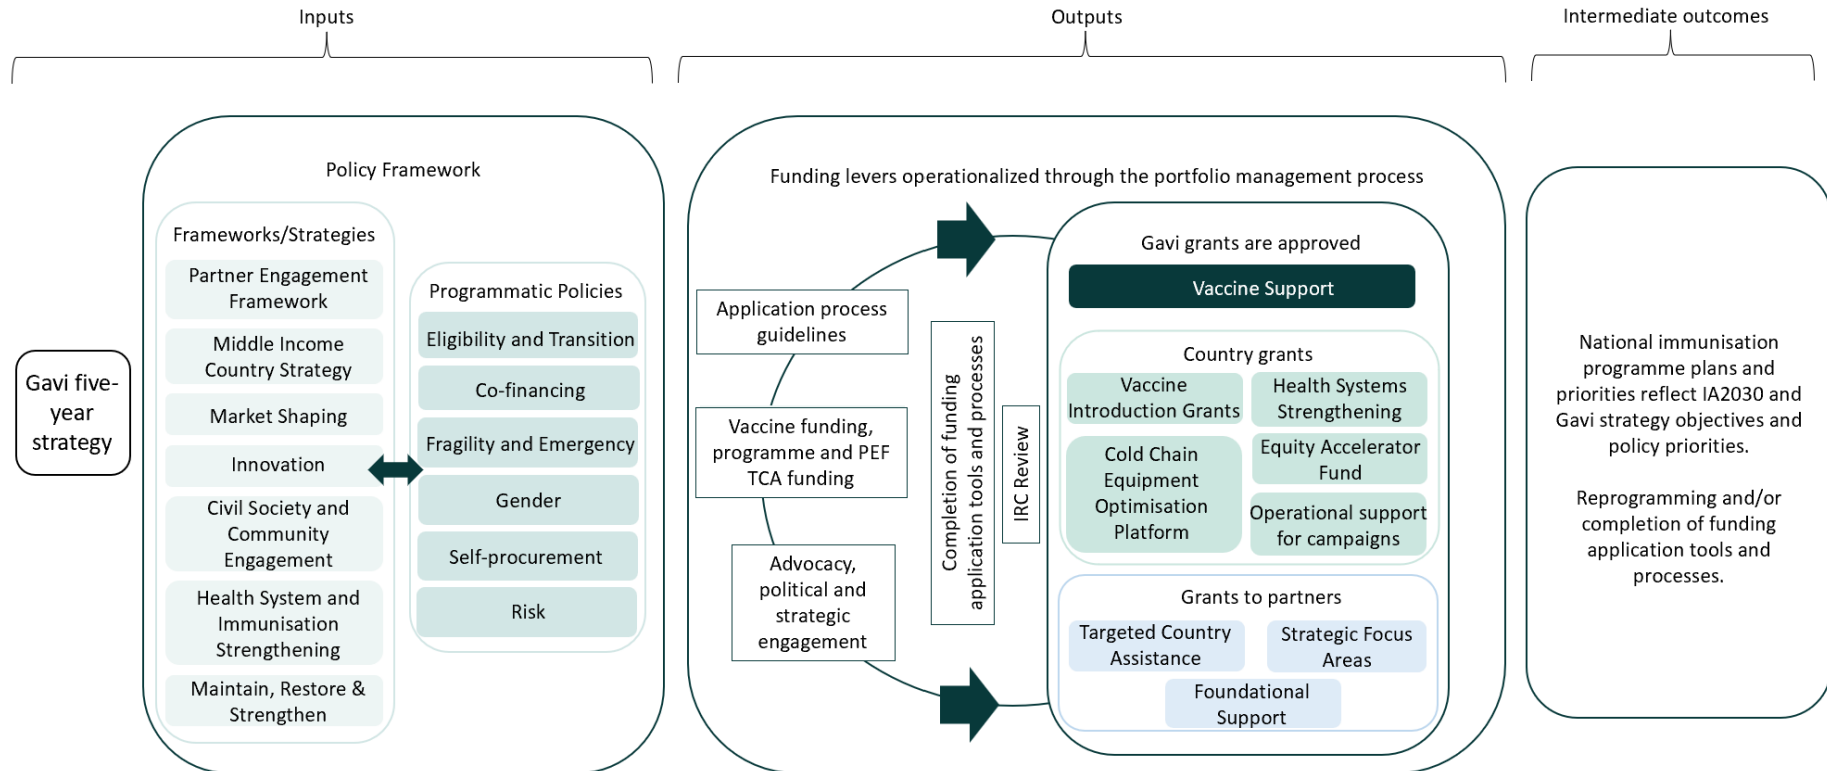 Inputs
Outputs
Intermediate outcomes
Gavi five-
year
strategy
Policy Framework
Frameworks/Strategies
Partner Engagement
Framework
Middle Income
Country Strategy
Market Shaping
Innovation
Civil Society and
Community
Engagement
Health System and
Immunisation
Strengthening
Maintain, Restore &
Strengthen
Programmatic Policies
Eligibility and Transition
Co-financing
Fragility and Emergency
Gender
Self-procurement
Risk
Funding levers operationalized through the portfolio management process
Application process
guidelines
Vaccine funding,
programme and PEF
TCA funding
Advocacy,
political and
strategic
engagement
Completion of funding
application tools and processes
IRC Review
Gavi grants are approved
Vaccine Support
Country grants
Vaccine
Introduction Grants
Health Systems
Strengthening
Cold Chain
Equipment
Optimisation
Platform
Equity Accelerator
Fund
Operational support
for campaigns
Grants to partners
Targeted Country
Assistance
Strategic Focus
Areas
Foundational
Support
National immunisation
programme plans and
priorities reflect IA2030 and
Gavi strategy objectives and
policy priorities.
Reprogramming and/or
completion of funding
application tools and
processes.